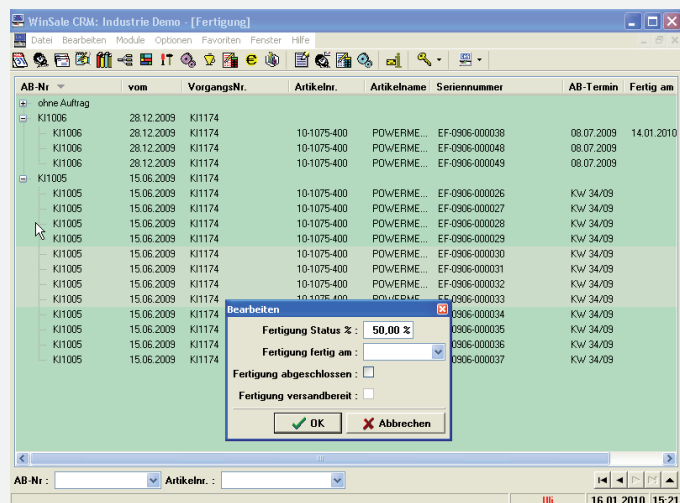 WinSale CRM: Industrie Demo - [Fertigung]
Datei Bearbeiten Module Optionen Favoriten Fenster Hilfe
AB-Nr vom VorgangsNr. Artikelnr. Artikelname Seriennummer AB-Termin Fertig am
ohne Auftrag
KI1006 28.12.2009 KI1174
KI1006 28.12.2009 KI1174 10-1075-400 POWERME... EF-0906-000038 08.07.2009 14.01.2010
KI1006 28.12.2009 KI1174 10-1075-400 POWERME... EF-0906-000048 08.07.2009
KI1006 28.12.2009 KI1174 10-1075-400 POWERME... EF-0906-000049 08.07.2009
KI1005 15.06.2009 KI1174
KI1005 15.06.2009 KI1174 10-1075-400 POWERME... EF-0906-000026 KW 34/09
KI1005 15.06.2009 KI1174 10-1075-400 POWERME... EF-0906-000027 KW 34/09
KI1005 15.06.2009 KI1174 10-1075-400 POWERME... EF-0906-000028 KW 34/09
KI1005 15.06.2009 KI1174 10-1075-400 POWERME... EF-0906-000029 KW 34/09
KI1005 15.06.2009 KI1174 10-1075-400 POWERME... EF-0906-000030 KW 34/09
KI1005 15.06.2009 KI1174 10-1075-400 POWERME... EF-0906-000031 KW 34/09
KI1005 15.06.2009 KI1174 10-1075-400 POWERME... EF-0906-000032 KW 34/09
KI1005 15.06.2009 KI1174 10-1075-400 POWERME... EF-0906-000033 KW 34/09
KI1005 15.06.2009 KI1174 0906-000034 KW 34/09
KI1005 15.06.2009 KI1174 0906-000035 KW 34/09
KI1005 15.06.2009 KI1174 0906-000036 KW 34/09
KI1005 15.06.2009 KI1174 0906-000037 KW 34/09
Bearbeiten
Fertigung Status % : 50,00 %
Fertigung fertig am :
Fertigung abgeschlossen :
Fertigung versandbereit :
OK Abbrechen
AB-Nr : Artikelnr. :
Uli 16.01.2010 15:21